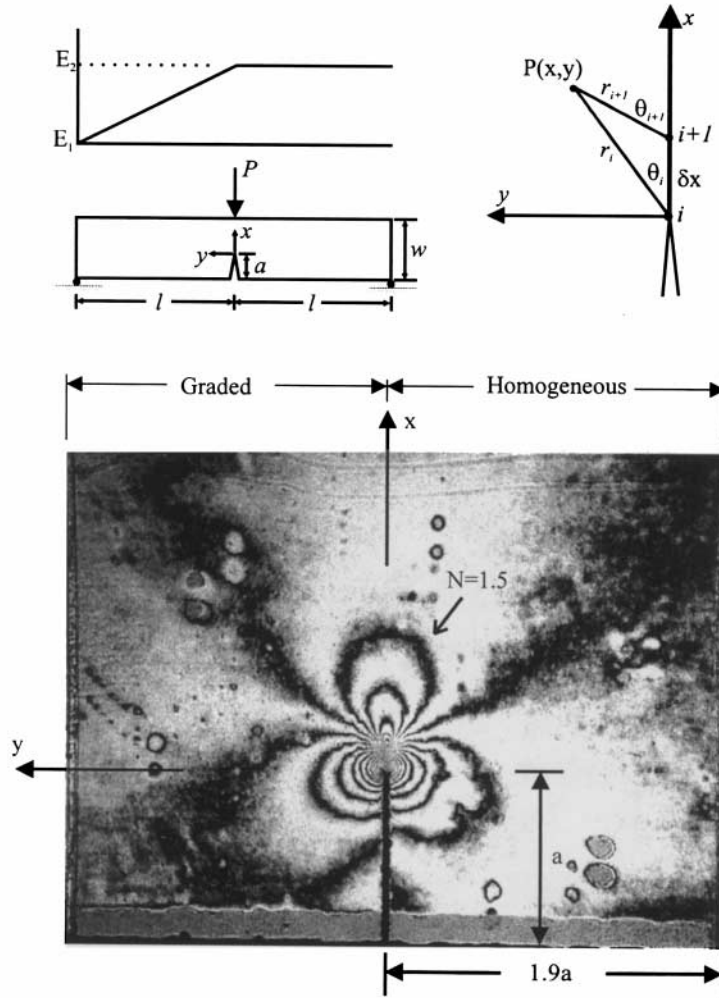 E₂
E₁
P
x
y
a
w
l
l
x
P(x,y)
rᵢ₊₁
θᵢ₊₁
i+1
rᵢ
θᵢ
δx
y
i
Graded
Homogeneous
x
N=1.5
y
a
1.9a